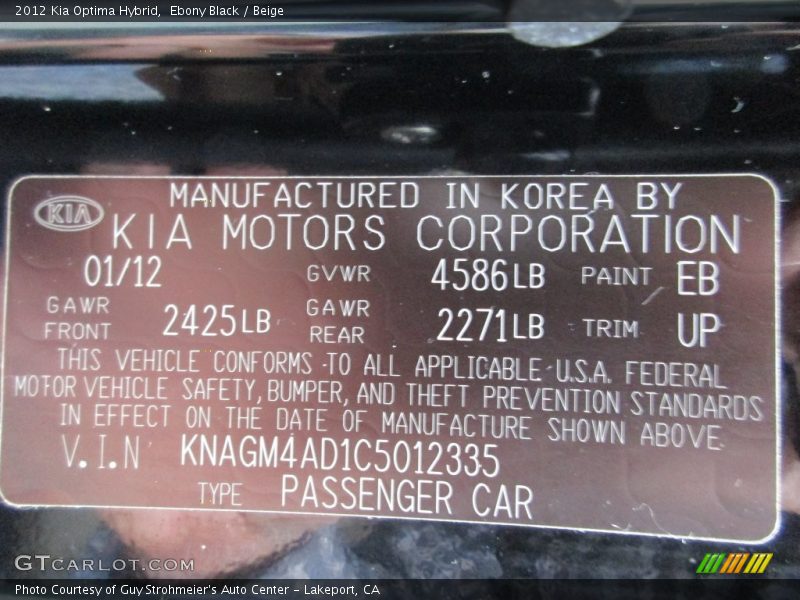 2012 Kia Optima Hybrid, Ebony Black / Beige
MANUFACTURED IN KOREA BY
KIA KIA MOTORS CORPORATION
01/12 GVWR 4586LB PAINT EB
GAWR FRONT 2425LB GAWR REAR 2271LB TRIM UP
THIS VEHICLE CONFORMS TO ALL APPLICABLE U.S.A. FEDERAL
MOTOR VEHICLE SAFETY, BUMPER, AND THEFT PREVENTION STANDARDS
IN EFFECT ON THE DATE OF MANUFACTURE SHOWN ABOVE.
V.I.N KNAGM4AD1C5012335
TYPE PASSENGER CAR
GTCARLOT.COM
Photo Courtesy of Guy Strohmeier's Auto Center - Lakeport, CA